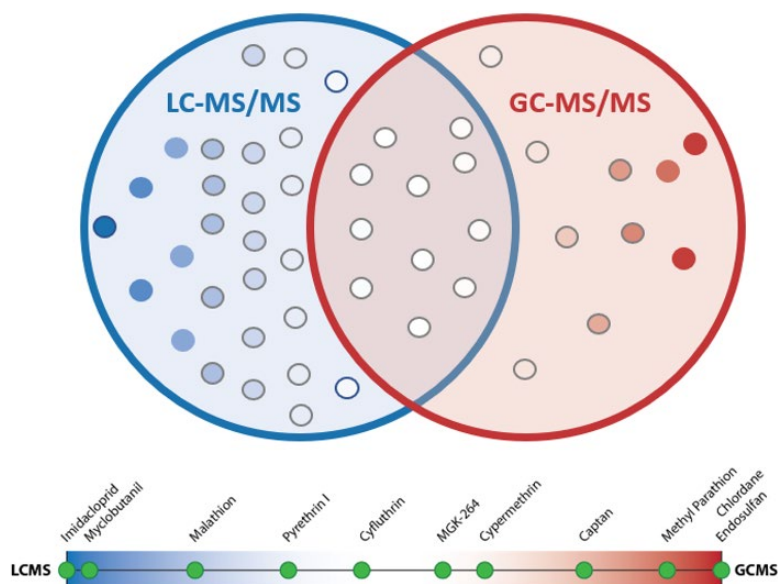 LC-MS/MS
GC-MS/MS
Imidacloprid
Myclobutanil
Malathion
Pyrethrin I
Cyfluthrin
MGK-264
Cypermethrin
Captan
Methyl Parathion
Chlordane
Endosulfan
LCMS
GCMS